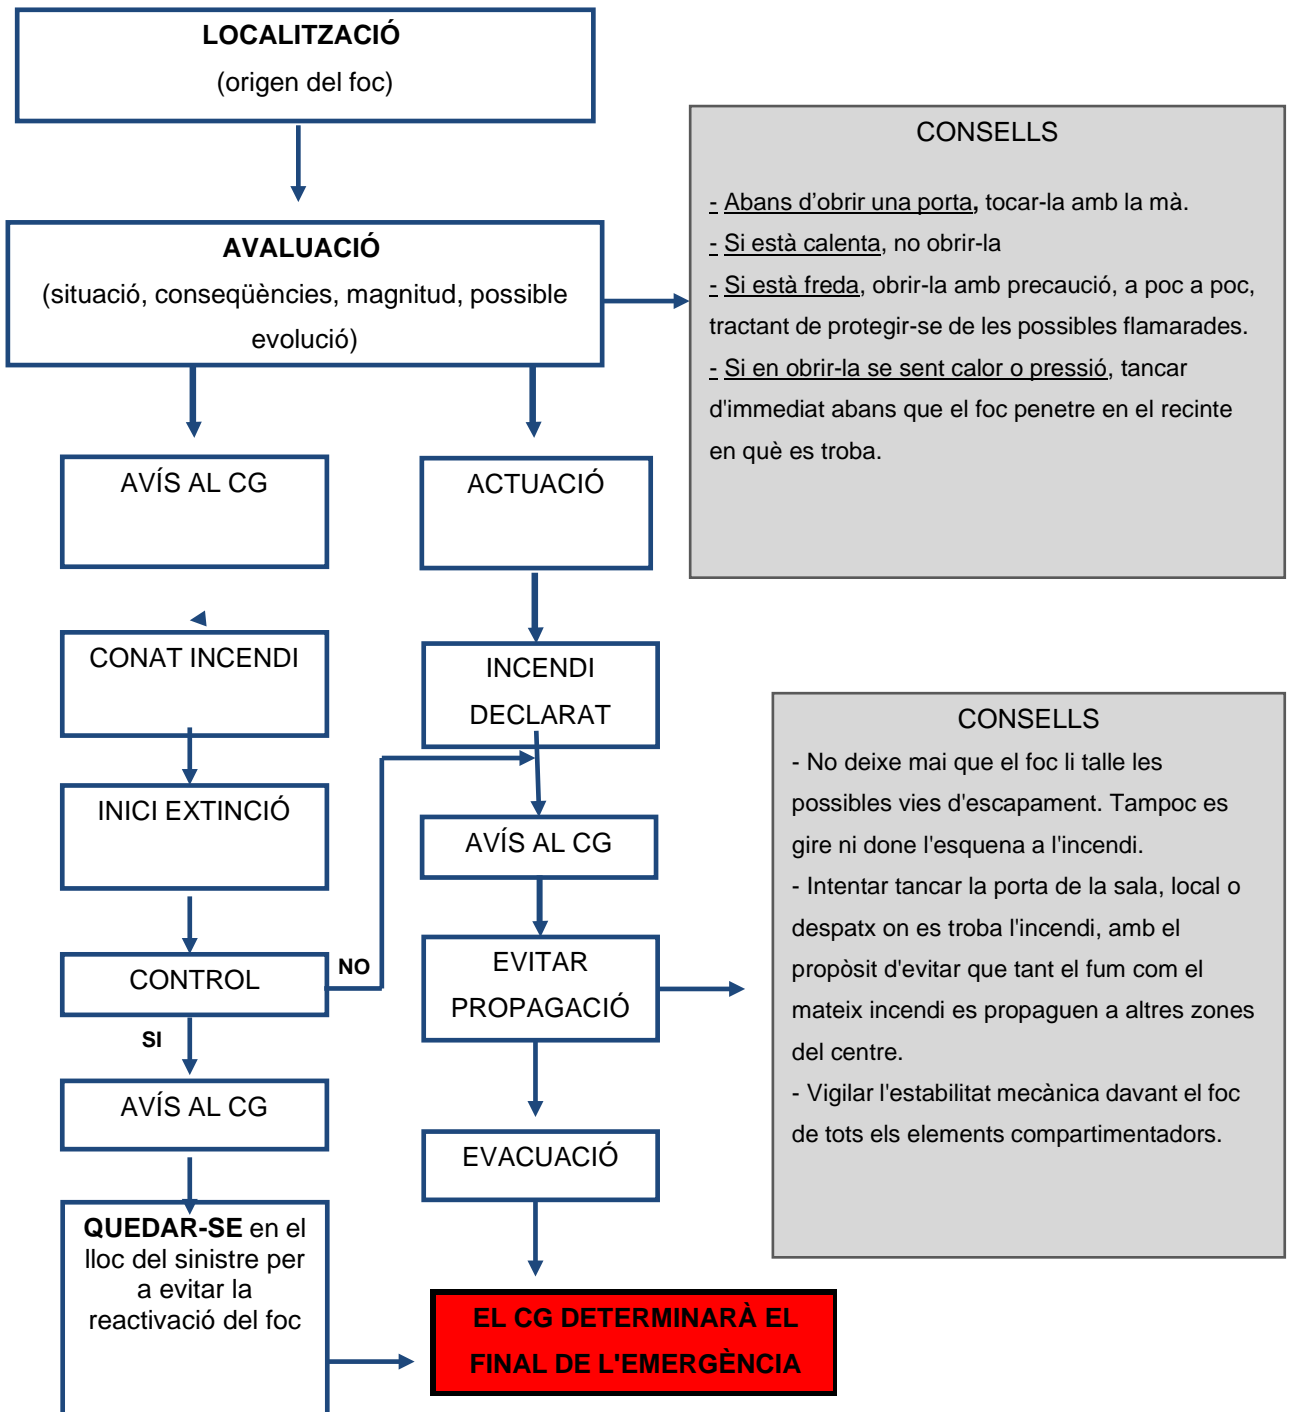 LOCALITZACIÓ
(origen del foc)
AVALUACIÓ
(situació, conseqüències, magnitud, possible
evolució)
CONSELLS
- Abans d’obrir una porta, tocar-la amb la mà.
- Si està calenta, no obrir-la
- Si està freda, obrir-la amb precaució, a poc a poc,
tractant de protegir-se de les possibles flamarades.
- Si en obrir-la se sent calor o pressió, tancar
d'immediat abans que el foc penetre en el recinte
en què es troba.
AVÍS AL CG
ACTUACIÓ
CONAT INCENDI
INCENDI
DECLARAT
INICI EXTINCIÓ
AVÍS AL CG
CONTROL
NO
SI
EVITAR
PROPAGACIÓ
CONSELLS
- No deixe mai que el foc li talle les
possibles vies d'escapament. Tampoc es
gire ni done l'esquena a l'incendi.
- Intentar tancar la porta de la sala, local o
despatx on es troba l'incendi, amb el
propòsit d'evitar que tant el fum com el
mateix incendi es propaguen a altres zones
del centre.
- Vigilar l'estabilitat mecànica davant el foc
de tots els elements compartimentadors.
AVÍS AL CG
EVACUACIÓ
QUEDAR-SE en el
lloc del sinistre per
a evitar la
reactivació del foc
EL CG DETERMINARÀ EL
FINAL DE L'EMERGÈNCIA